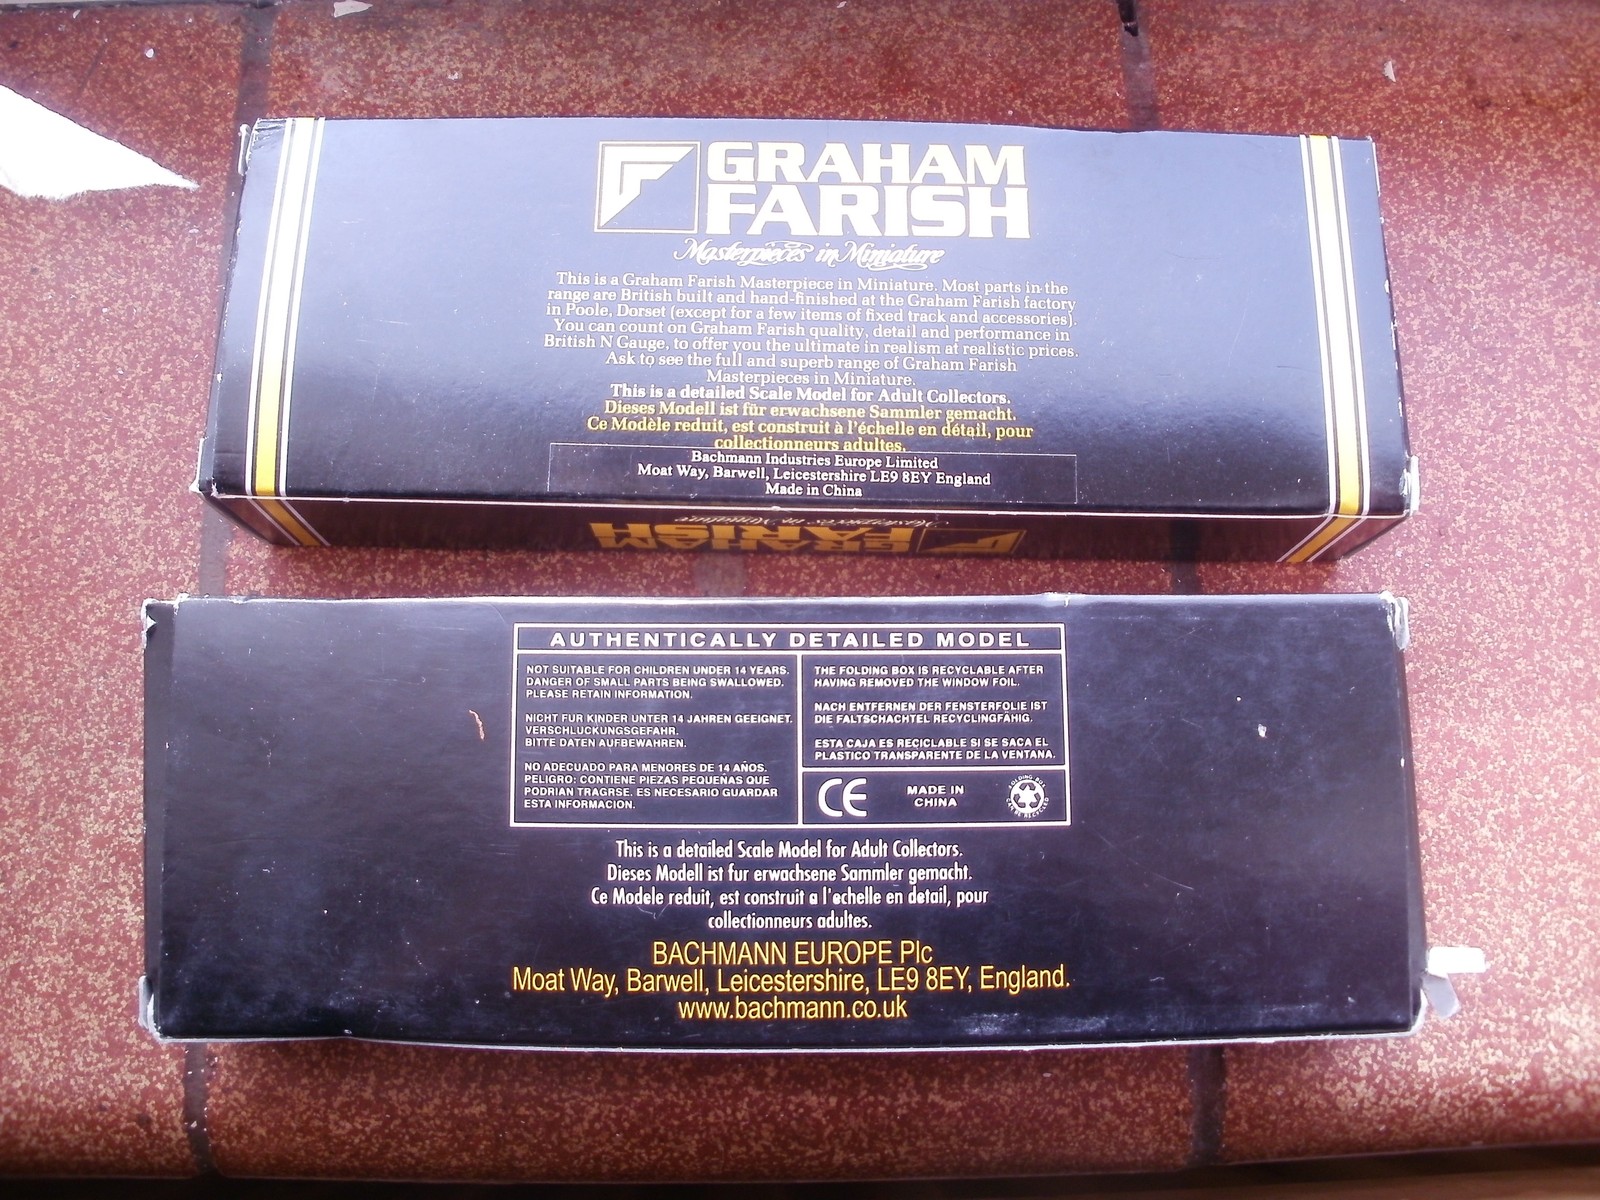 GRAHAM
FARISH
Masterpieces in Miniature
This is a Graham Farish Masterpiece in Miniature. Most parts in the
range are British built and hand-finished at the Graham Farish factory
in Poole, Dorset (except for a few items of fixed track and accessories).
You can count on Graham Farish quality, detail and performance in
British N Gauge, to offer you the ultimate in realism at realistic prices.
Ask to see the full and superb range of Graham Farish
Masterpieces in Miniature.
This is a detailed Scale Model for Adult Collectors.
Dieses Modell ist für erwachsene Sammler gemacht.
Ce Modèle reduit, est construit à l'échelle en détail, pour
collectionneurs adultes.
Bachmann Industries Europe Limited
Moat Way, Barwell, Leicestershire LE9 8EY England
Made in China
Masterpieces in Miniature
GRAHAM
FARISH
AUTHENTICALLY DETAILED MODEL
NOT SUITABLE FOR CHILDREN UNDER 14 YEARS.
DANGER OF SMALL PARTS BEING SWALLOWED.
PLEASE RETAIN INFORMATION.
NICHT FUR KINDER UNTER 14 JAHREN GEEIGNET.
VERSCHLUCKUNGSGEFAHR.
BITTE DATEN AUFBEWAHREN.
NO ADECUADO PARA MENORES DE 14 AÑOS.
PELIGRO: CONTIENE PIEZAS PEQUEÑAS QUE
PODRIAN TRAGRSE. ES NECESARIO GUARDAR
ESTA INFORMACION.
THE FOLDING BOX IS RECYCLABLE AFTER
HAVING REMOVED THE WINDOW FOIL.
NACH ENTFERNEN DER FENSTERFOLIE IST
DIE FALTSCHACHTEL RECYCLINGFÄHIG.
ESTA CAJA ES RECICLABLE SI SE SACA EL
PLASTICO TRANSPARENTE DE LA VENTANA.
CE
MADE IN
CHINA
FOLDING BOX
CAN BE RECYCLED
This is a detailed Scale Model for Adult Collectors.
Dieses Modell ist fur erwachsene Sammler gemacht.
Ce Modele reduit, est construit a l'echelle en detail, pour
collectionneurs adultes.
BACHMANN EUROPE Plc
Moat Way, Barwell, Leicestershire, LE9 8EY, England.
www.bachmann.co.uk